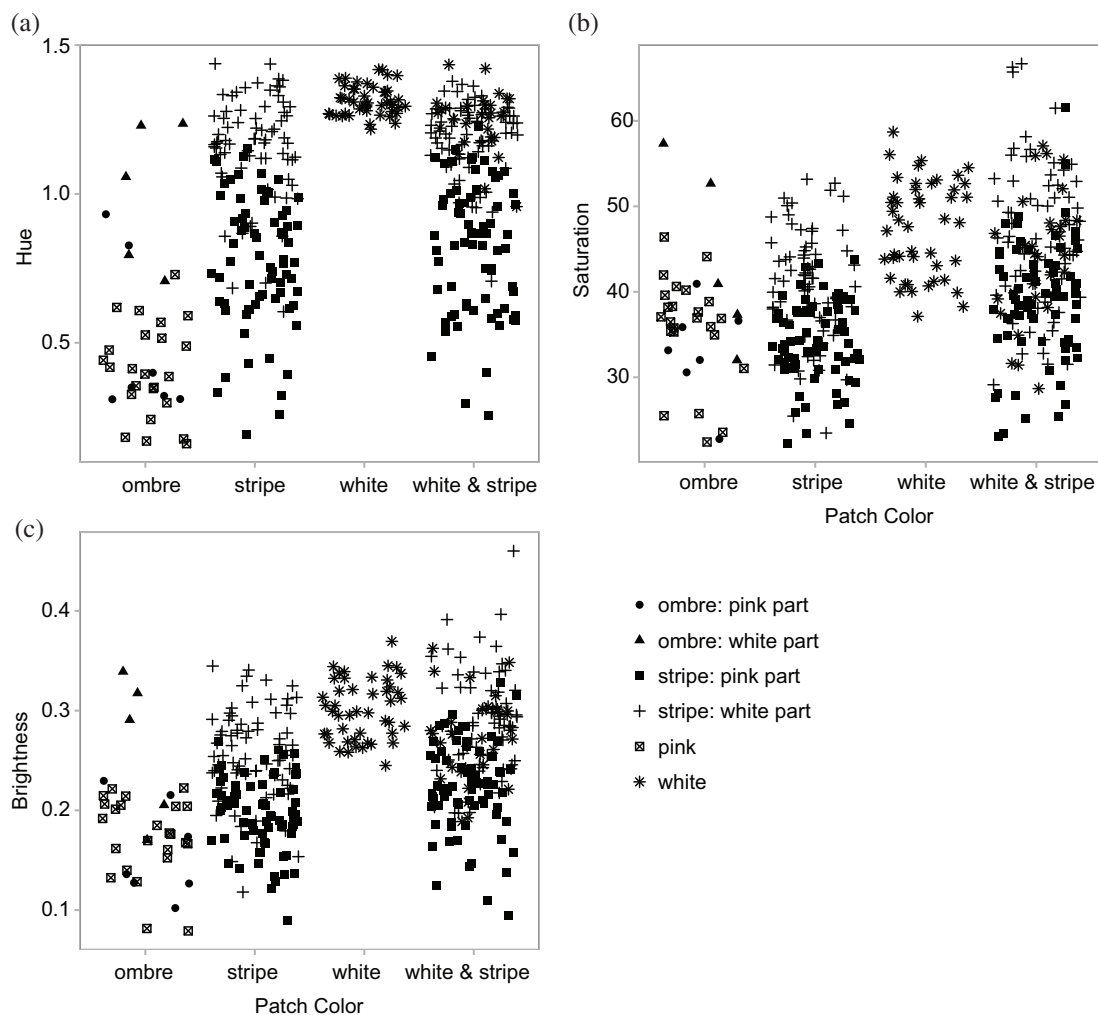 (a)
1.5
1.0
0.5
Hue
ombre stripe white white & stripe
(b)
60
50
40
30
Saturation
ombre stripe white white & stripe
Patch Color
(c)
0.4
0.3
0.2
0.1
Brightness
ombre stripe white white & stripe
Patch Color
ombre: pink part
ombre: white part
stripe: pink part
stripe: white part
pink
white